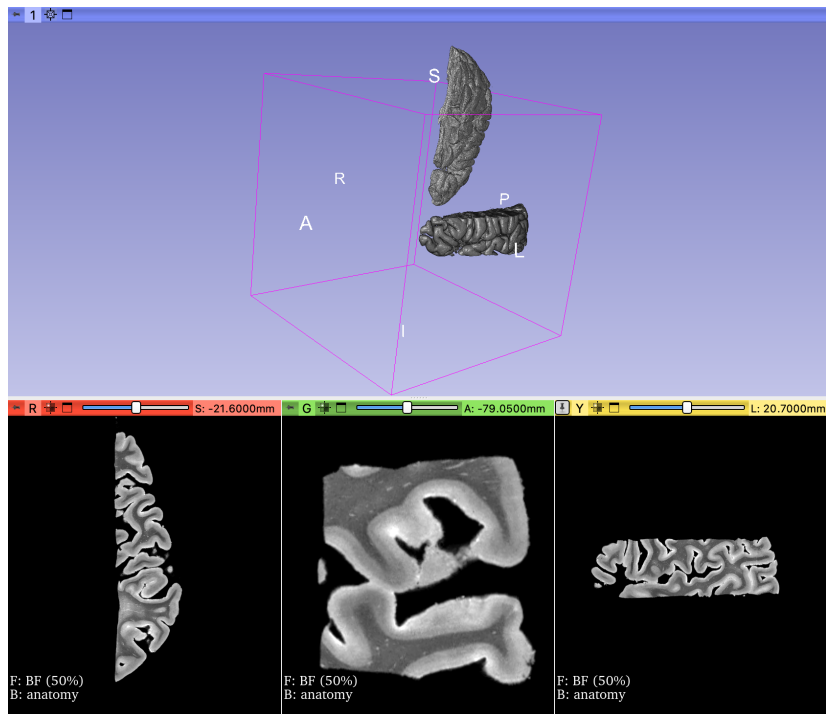 1
S
R
A
P
L
I
R S: -21.6000mm
G A: -79.0500mm
Y L: 20.7000mm
F: BF (50%)
B: anatomy
F: BF (50%)
B: anatomy
F: BF (50%)
B: anatomy